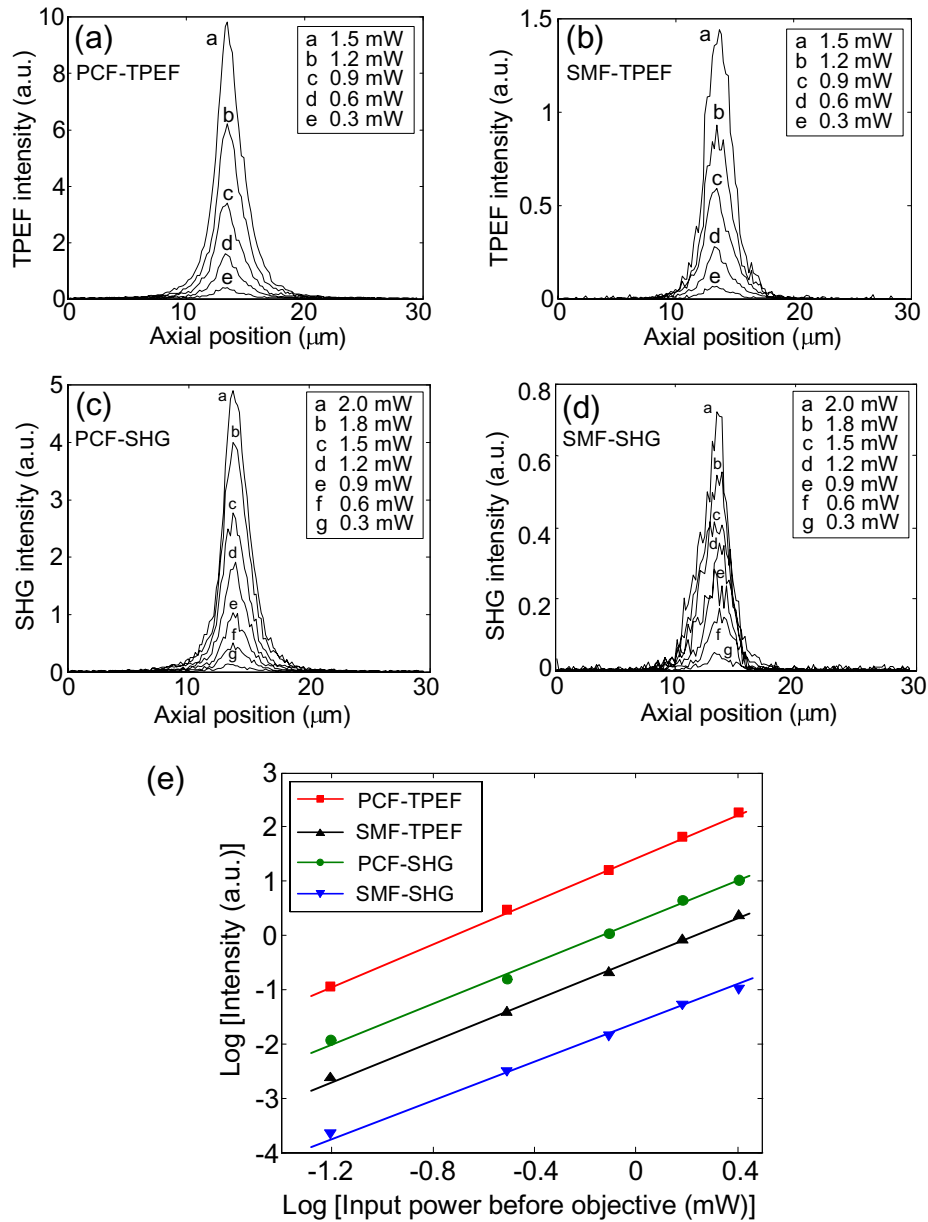 (a)
PCF-TPEF
a 1.5 mW
b 1.2 mW
c 0.9 mW
d 0.6 mW
e 0.3 mW
a
b
c
d
e
10
8
6
4
2
0
TPEF intensity (a.u.)
0 10 20 30
Axial position (μm)
(b)
SMF-TPEF
a 1.5 mW
b 1.2 mW
c 0.9 mW
d 0.6 mW
e 0.3 mW
a
b
c
d
e
1.5
1
0.5
0
TPEF intensity (a.u.)
0 10 20 30
Axial position (μm)
(c)
PCF-SHG
a 2.0 mW
b 1.8 mW
c 1.5 mW
d 1.2 mW
e 0.9 mW
f 0.6 mW
g 0.3 mW
a
b
c
d
e
f
g
5
4
3
2
1
0
SHG intensity (a.u.)
0 10 20 30
Axial position (μm)
(d)
SMF-SHG
a 2.0 mW
b 1.8 mW
c 1.5 mW
d 1.2 mW
e 0.9 mW
f 0.6 mW
g 0.3 mW
a
b
c
d
e
f
g
0.8
0.6
0.4
0.2
0
SHG intensity (a.u.)
0 10 20 30
Axial position (μm)
(e)
PCF-TPEF
SMF-TPEF
PCF-SHG
SMF-SHG
3
2
1
0
-1
-2
-3
-4
Log [Intensity (a.u.)]
-1.2 -0.8 -0.4 0 0.4
Log [Input power before objective (mW)]